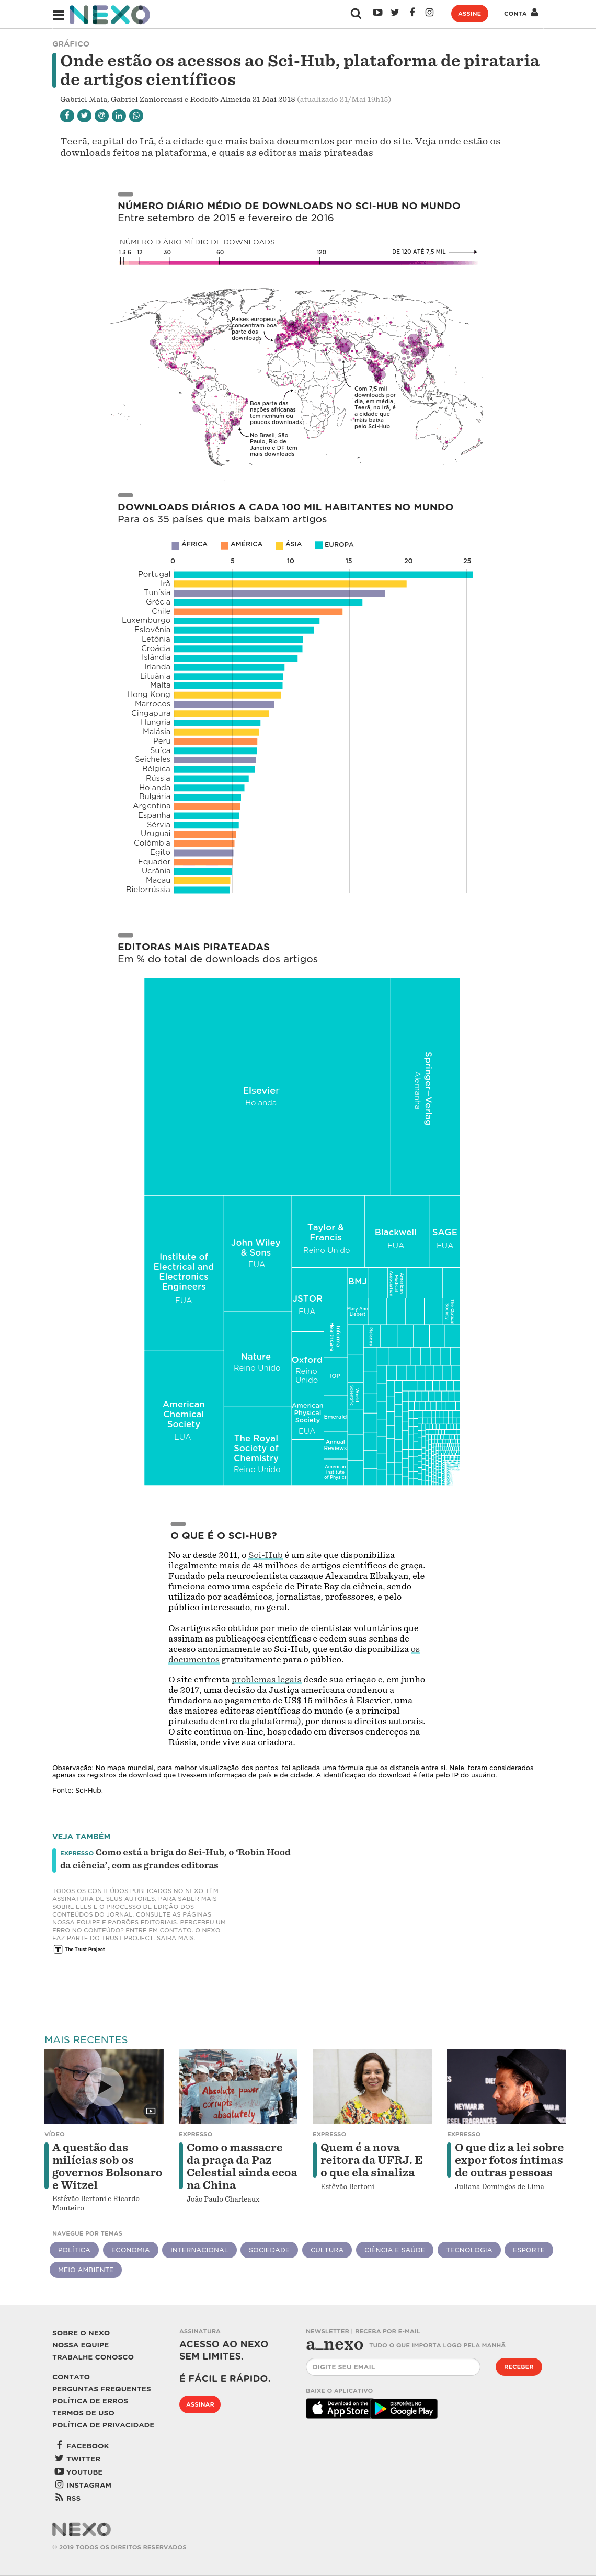 NEXO
ASSINE
CONTA
GRÁFICO
Onde estão os acessos ao Sci-Hub, plataforma de pirataria
de artigos científicos
Gabriel Maia, Gabriel Zanlorenssi e Rodolfo Almeida 21 Mai 2018 (atualizado 21/Mai 19h15)
Teerã, capital do Irã, é a cidade que mais baixa documentos por meio do site. Veja onde estão os
downloads feitos na plataforma, e quais as editoras mais pirateadas
NÚMERO DIÁRIO MÉDIO DE DOWNLOADS NO SCI-HUB NO MUNDO
Entre setembro de 2015 e fevereiro de 2016
NÚMERO DIÁRIO MÉDIO DE DOWNLOADS
1 3 6 12 30 60 120 DE 120 ATÉ 7,5 MIL
Países europeus
concentram boa
parte dos
downloads
Com 7,5 mil
downloads por
dia, em média,
Teerã, no Irã, é
a cidade que
mais baixa
pelo Sci-Hub
Boa parte das
nações africanas
tem nenhum ou
poucos downloads
No Brasil, São
Paulo, Rio de
Janeiro e DF têm
mais downloads
DOWNLOADS DIÁRIOS A CADA 100 MIL HABITANTES NO MUNDO
Para os 35 países que mais baixam artigos
ÁFRICA AMÉRICA ÁSIA EUROPA
0 5 10 15 20 25
Portugal
Irã
Tunísia
Grécia
Chile
Luxemburgo
Eslovênia
Letônia
Croácia
Islândia
Irlanda
Lituânia
Malta
Hong Kong
Marrocos
Cingapura
Hungria
Malásia
Peru
Suíça
Seicheles
Bélgica
Rússia
Holanda
Bulgária
Argentina
Espanha
Sérvia
Uruguai
Colômbia
Egito
Equador
Ucrânia
Macau
Bielorrússia
EDITORAS MAIS PIRATEADAS
Em % do total de downloads dos artigos
Elsevier
Holanda
Springer-Verlag
Alemanha
Institute of
Electrical and
Electronics
Engineers
EUA
John Wiley
& Sons
EUA
Taylor &
Francis
Reino Unido
Blackwell
EUA
SAGE
EUA
American
Chemical
Society
EUA
Nature
Reino Unido
The Royal
Society of
Chemistry
Reino Unido
JSTOR
EUA
Oxford
Reino
Unido
American
Physical
Society
EUA
Informa
Healthcare
IOP
Emerald
Annual
Reviews
American
Institute
of Physics
BMJ
Mary Ann
Liebert
American
Medical
Association
The Optical
Society
Pleiades
World
Scientific
O QUE É O SCI-HUB?
No ar desde 2011, o Sci-Hub é um site que disponibiliza
ilegalmente mais de 48 milhões de artigos científicos de graça.
Fundado pela neurocientista cazaque Alexandra Elbakyan, ele
funciona como uma espécie de Pirate Bay da ciência, sendo
utilizado por acadêmicos, jornalistas, professores, e pelo
público interessado, no geral.
Os artigos são obtidos por meio de cientistas voluntários que
assinam as publicações científicas e cedem suas senhas de
acesso anonimamente ao Sci-Hub, que então disponibiliza os
documentos gratuitamente para o público.
O site enfrenta problemas legais desde sua criação e, em junho
de 2017, uma decisão da Justiça americana condenou a
fundadora ao pagamento de US$ 15 milhões à Elsevier, uma
das maiores editoras científicas do mundo (e a principal
pirateada dentro da plataforma), por danos a direitos autorais.
O site continua on-line, hospedado em diversos endereços na
Rússia, onde vive sua criadora.
Observação: No mapa mundial, para melhor visualização dos pontos, foi aplicada uma fórmula que os distancia entre si. Nele, foram considerados
apenas os registros de download que tivessem informação de país e de cidade. A identificação do download é feita pelo IP do usuário.
Fonte: Sci-Hub.
VEJA TAMBÉM
EXPRESSO Como está a briga do Sci-Hub, o ‘Robin Hood
da ciência’, com as grandes editoras
TODOS OS CONTEÚDOS PUBLICADOS NO NEXO TÊM
ASSINATURA DE SEUS AUTORES. PARA SABER MAIS
SOBRE ELES E O PROCESSO DE EDIÇÃO DOS
CONTEÚDOS DO JORNAL, CONSULTE AS PÁGINAS
NOSSA EQUIPE E PADRÕES EDITORIAIS. PERCEBEU UM
ERRO NO CONTEÚDO? ENTRE EM CONTATO. O NEXO
FAZ PARTE DO TRUST PROJECT. SAIBA MAIS.
The Trust Project
MAIS RECENTES
Absolute power
corrupts
absolutely
NEYMAR JR
DIESEL FRAGRANCES
VÍDEO
A questão das
milícias sob os
governos Bolsonaro
e Witzel
Estêvão Bertoni e Ricardo
Monteiro
EXPRESSO
Como o massacre
da praça da Paz
Celestial ainda ecoa
na China
João Paulo Charleaux
EXPRESSO
Quem é a nova
reitora da UFRJ. E
o que ela sinaliza
Estêvão Bertoni
EXPRESSO
O que diz a lei sobre
expor fotos íntimas
de outras pessoas
Juliana Domingos de Lima
NAVEGUE POR TEMAS
POLÍTICA ECONOMIA INTERNACIONAL SOCIEDADE CULTURA CIÊNCIA E SAÚDE TECNOLOGIA ESPORTE
MEIO AMBIENTE
SOBRE O NEXO
NOSSA EQUIPE
TRABALHE CONOSCO
CONTATO
PERGUNTAS FREQUENTES
POLÍTICA DE ERROS
TERMOS DE USO
POLÍTICA DE PRIVACIDADE
FACEBOOK
TWITTER
YOUTUBE
INSTAGRAM
RSS
ASSINATURA
ACESSO AO NEXO
SEM LIMITES.
É FÁCIL E RÁPIDO.
ASSINAR
NEWSLETTER | RECEBA POR E-MAIL
a_nexo TUDO O QUE IMPORTA LOGO PELA MANHÃ
DIGITE SEU EMAIL
RECEBER
BAIXE O APLICATIVO
Download on the
App Store
DISPONÍVEL NO
Google Play
NEXO
© 2019 TODOS OS DIREITOS RESERVADOS